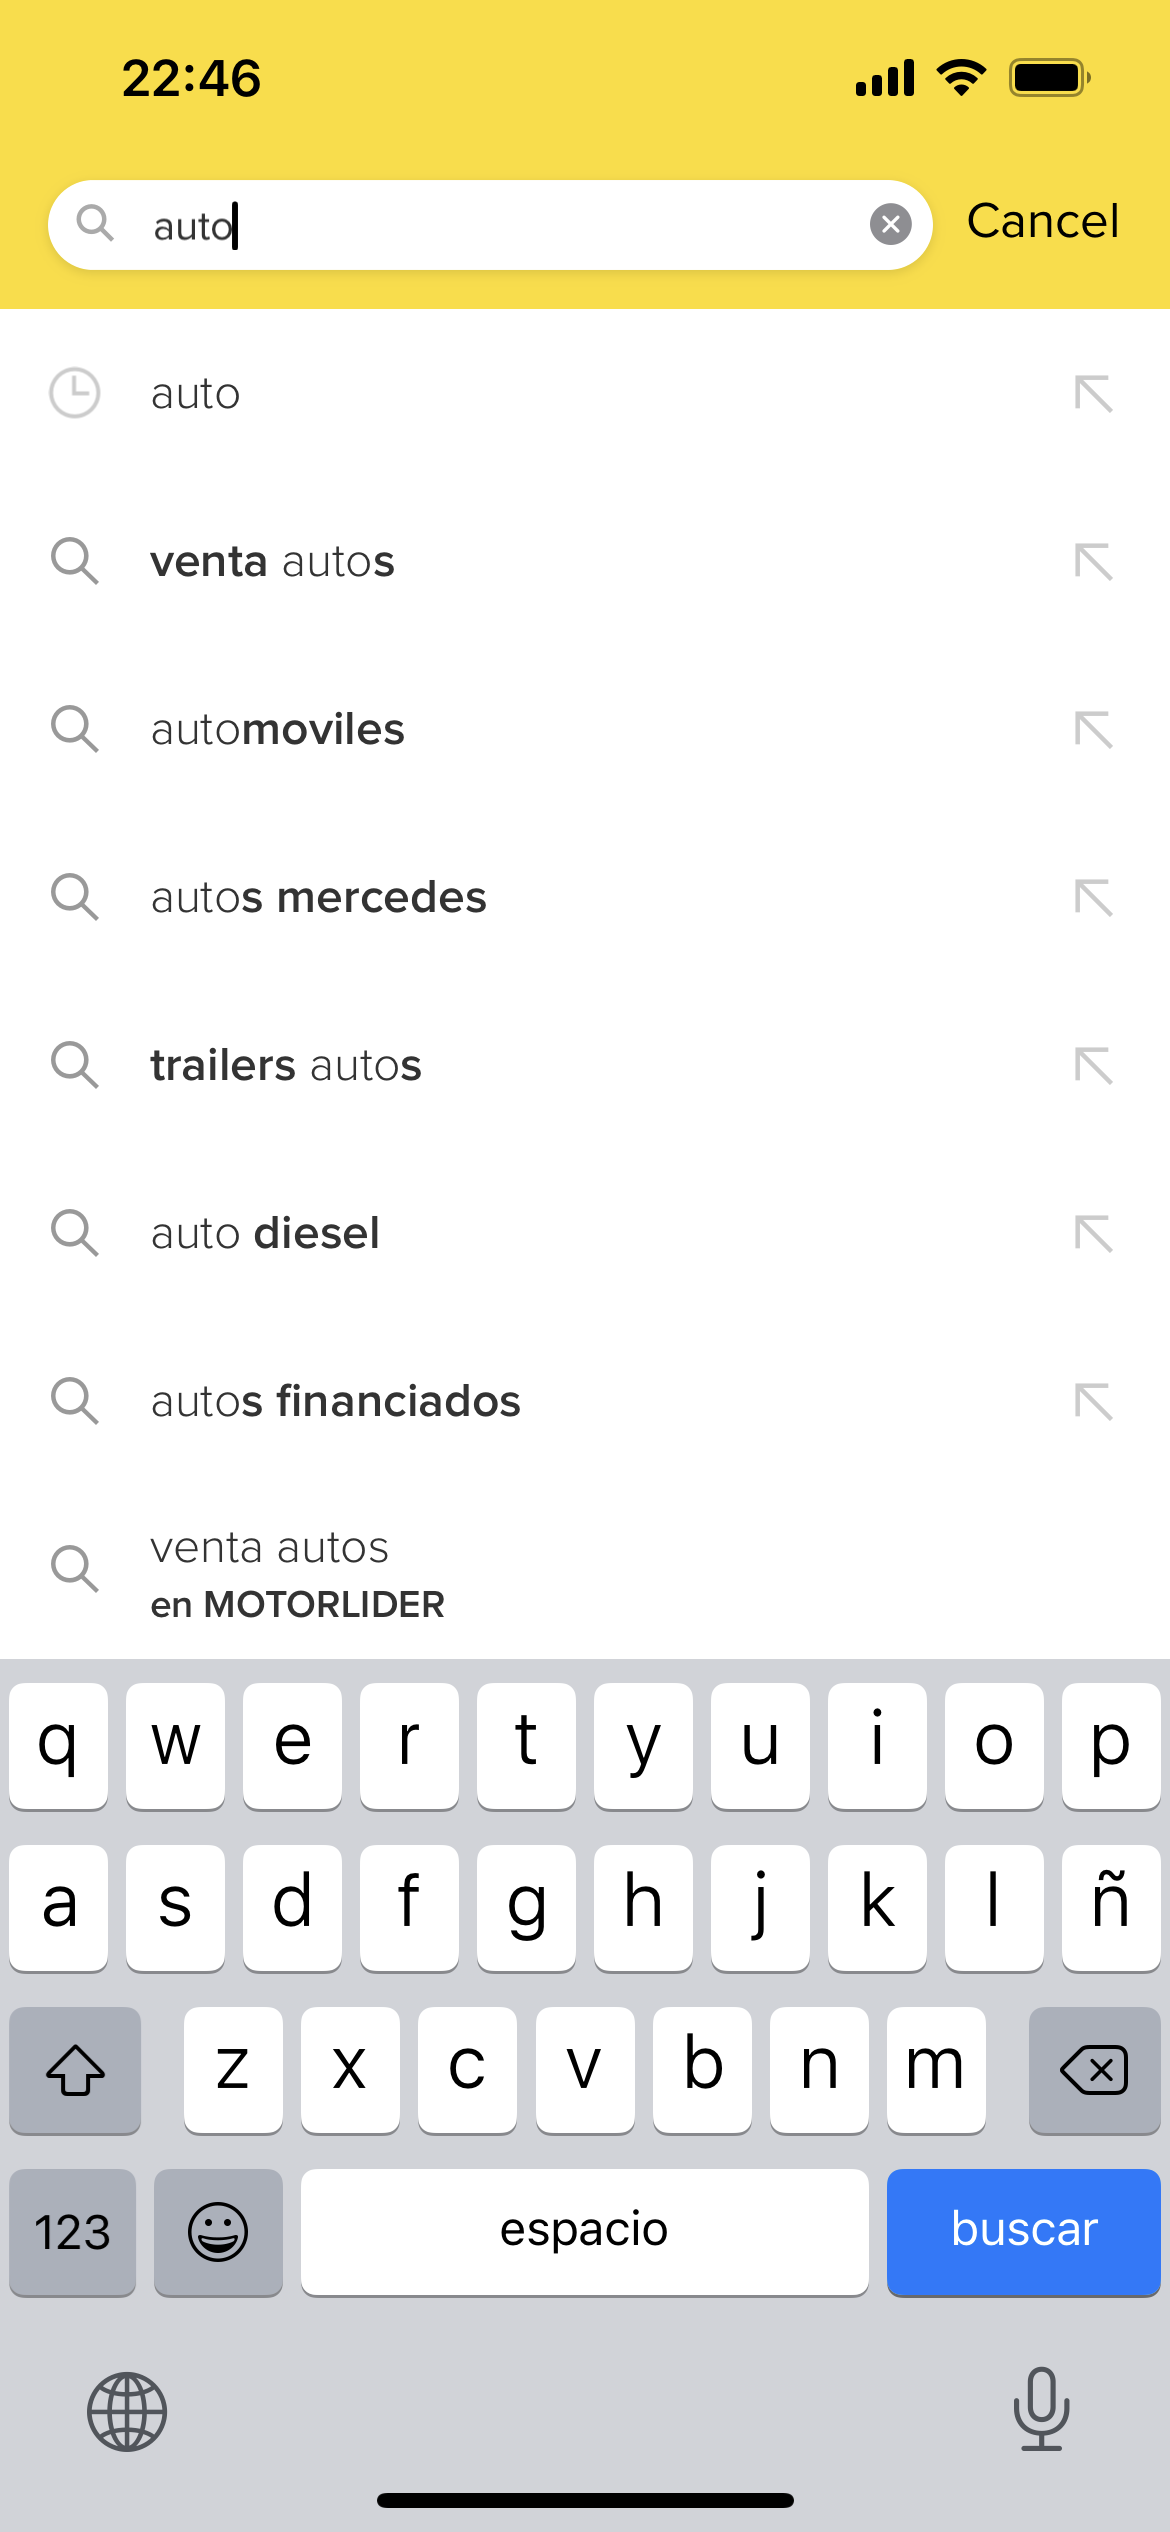 22:46
auto
Cancel
auto
venta autos
automoviles
autos mercedes
trailers autos
auto diesel
autos financiados
venta autos
en MOTORLIDER
q w e r t y u i o p
a s d f g h j k l ñ
z x c v b n m
123 espacio buscar